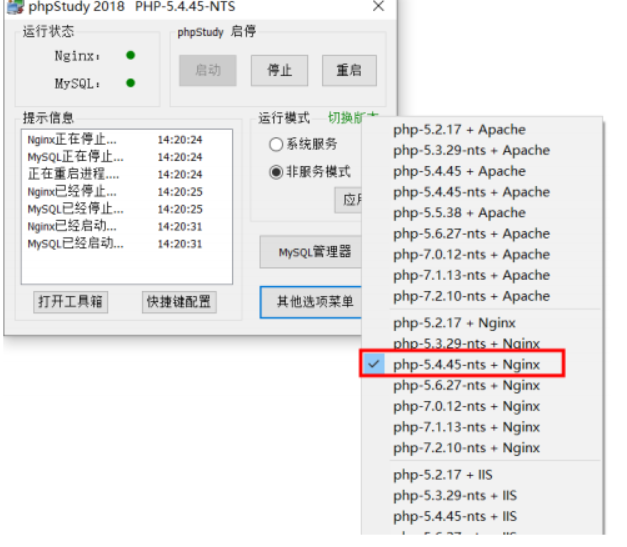 phpStudy 2018 PHP-5.4.45-NTS
运行状态
Nginx:
MySQL:
phpStudy 启停
启动 停止 重启
提示信息
Nginx正在停止... 14:20:24
MySQL正在停止... 14:20:24
正在重启进程.... 14:20:24
Nginx已经停止... 14:20:25
MySQL已经停止... 14:20:25
Nginx已经启动... 14:20:31
MySQL已经启动... 14:20:31
打开工具箱 快捷键配置
运行模式 切换版本
系统服务
非服务模式
应
MySQL管理器
其他选项菜单
php-5.2.17 + Apache
php-5.3.29-nts + Apache
php-5.4.45 + Apache
php-5.4.45-nts + Apache
php-5.5.38 + Apache
php-5.6.27-nts + Apache
php-7.0.12-nts + Apache
php-7.1.13-nts + Apache
php-7.2.10-nts + Apache
php-5.2.17 + Nginx
php-5.3.29-nts + Nginx
php-5.4.45-nts + Nginx
php-5.6.27-nts + Nginx
php-7.0.12-nts + Nginx
php-7.1.13-nts + Nginx
php-7.2.10-nts + Nginx
php-5.2.17 + IIS
php-5.3.29-nts + IIS
php-5.4.45-nts + IIS